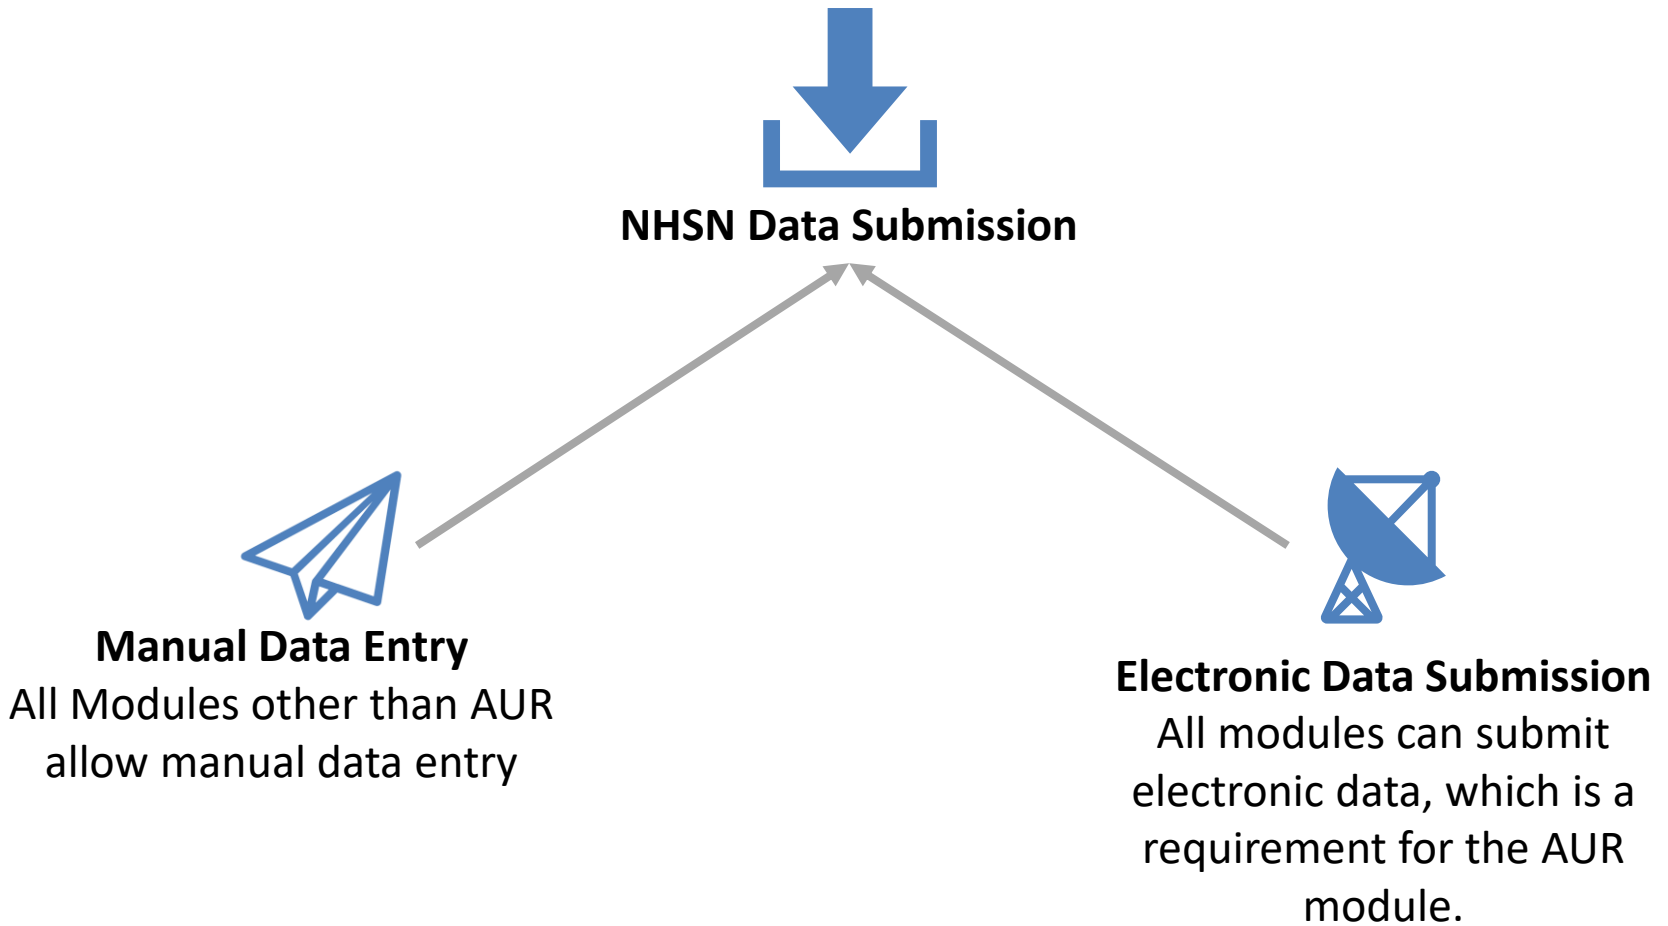 NHSN Data Submission
Manual Data Entry
All Modules other than AUR
allow manual data entry
Electronic Data Submission
All modules can submit
electronic data, which is a
requirement for the AUR
module.